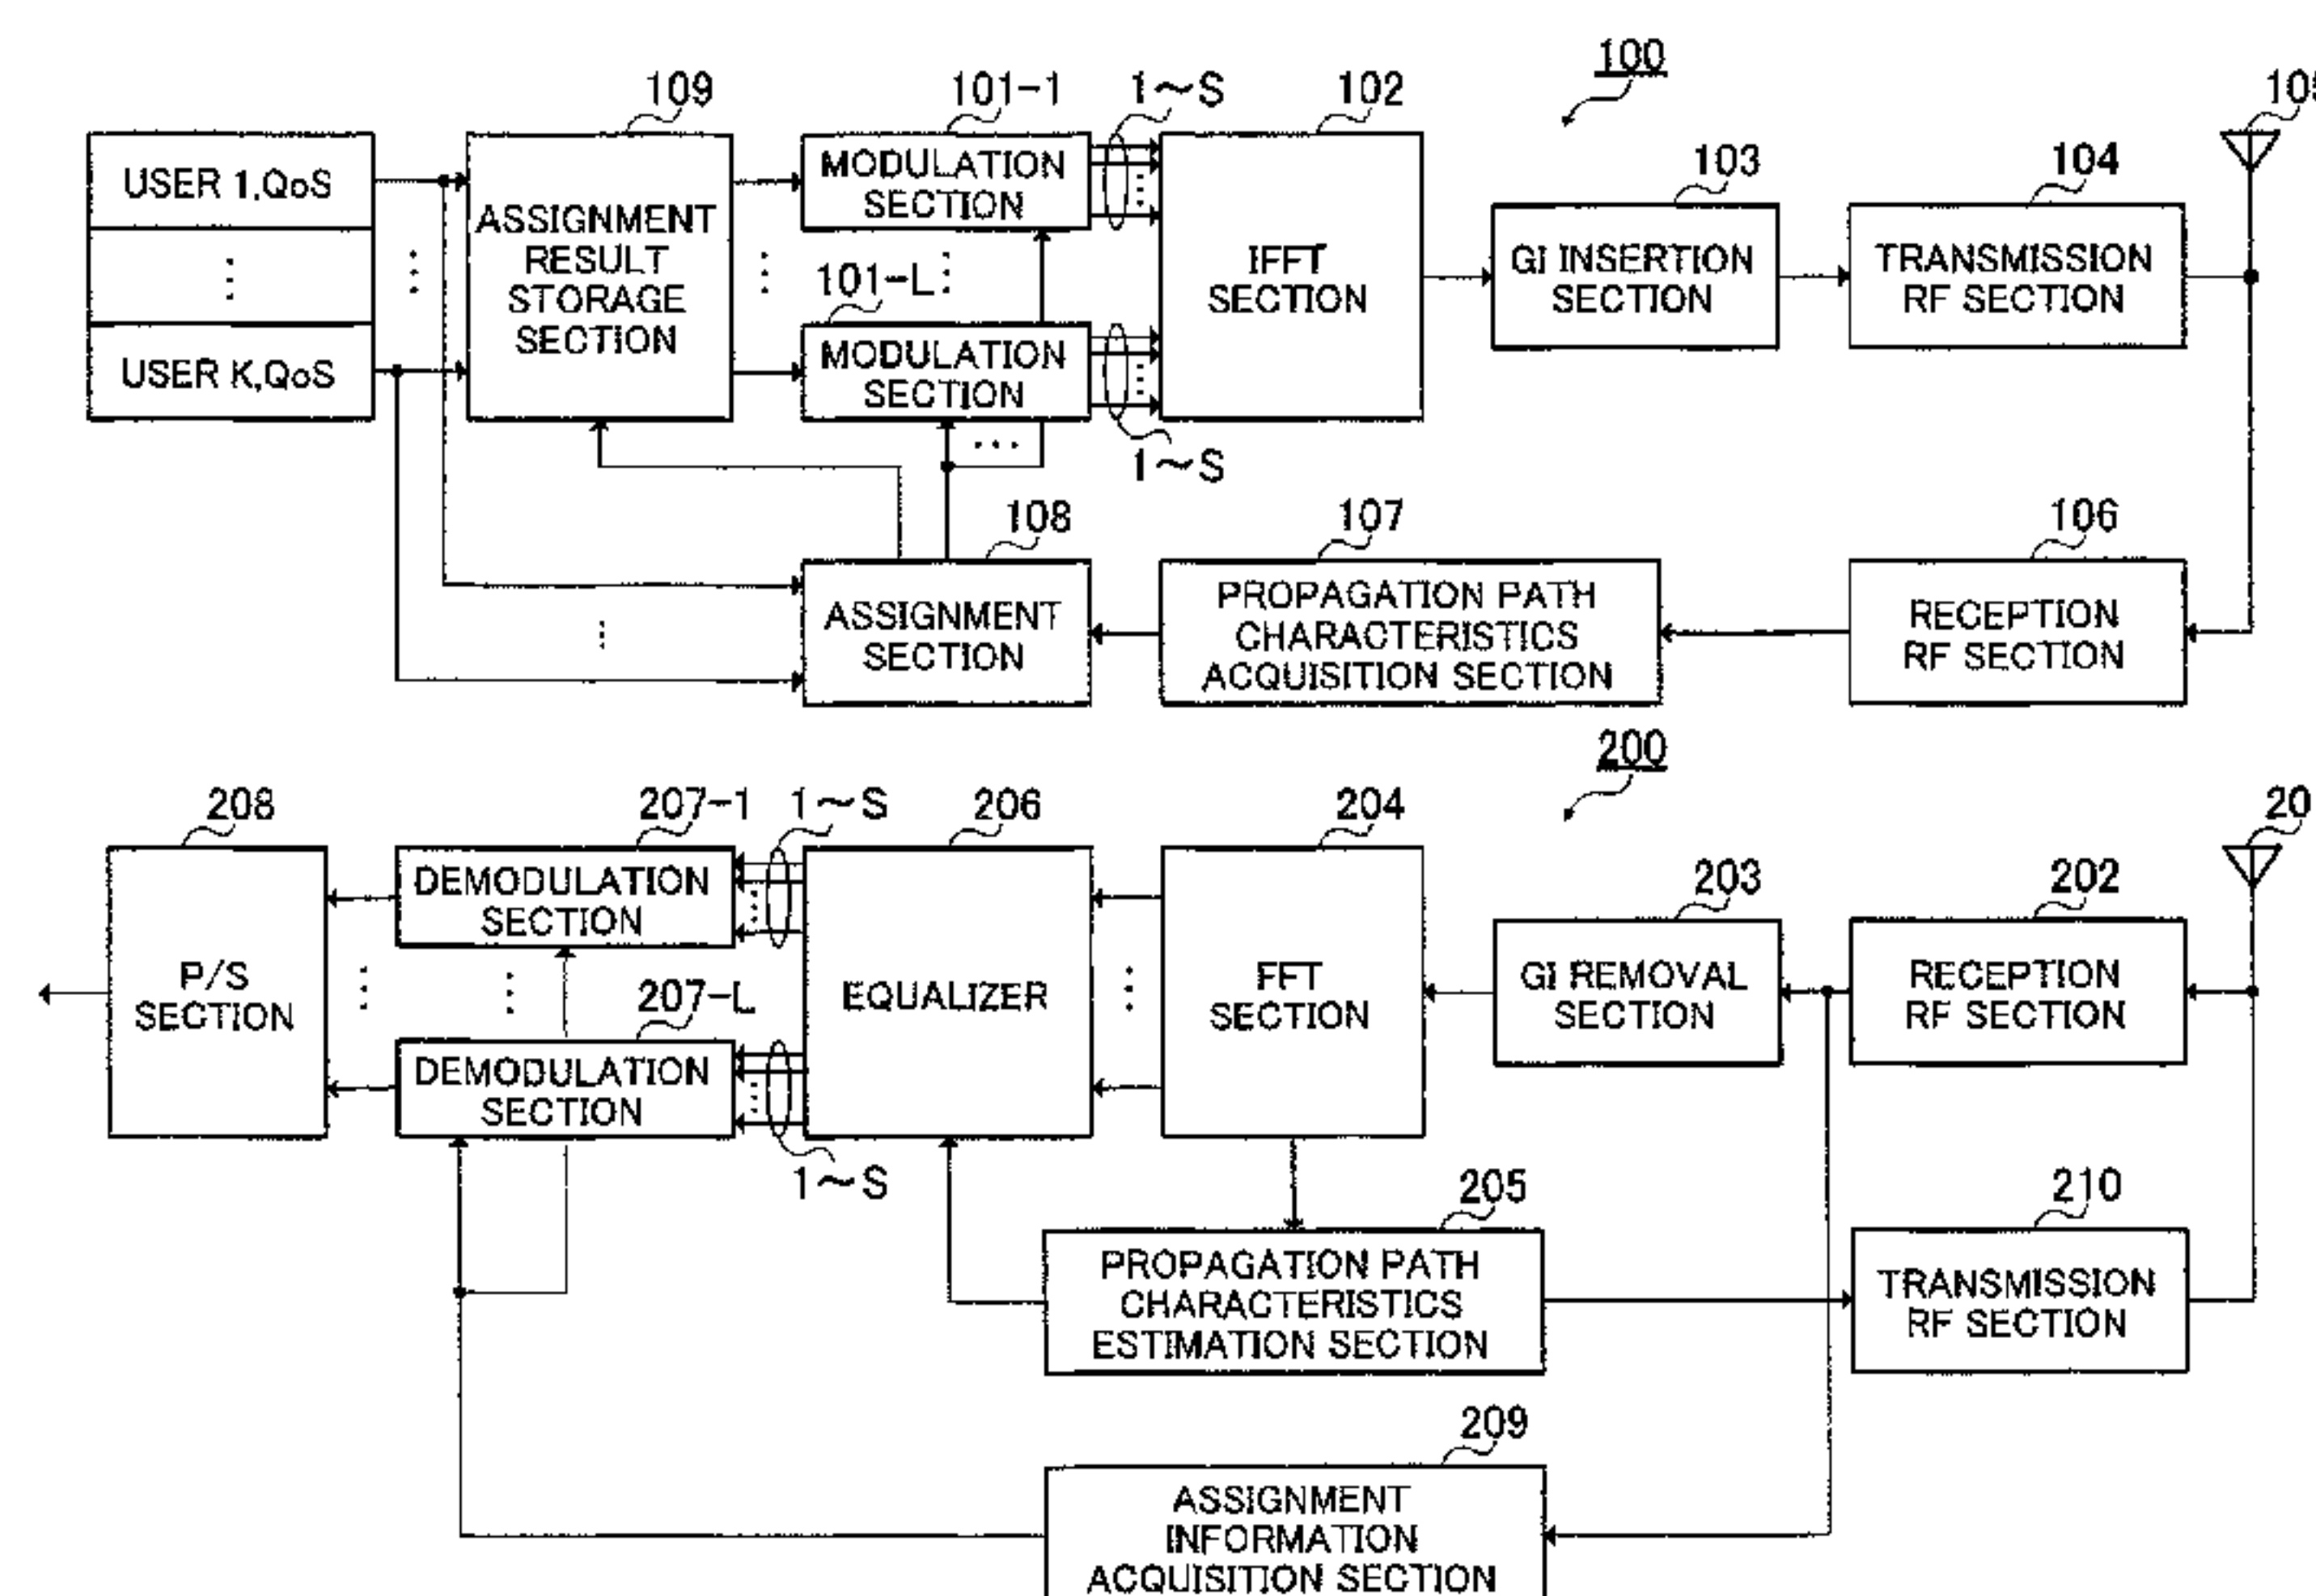 100
109
101-1
1~S
102
105
USER 1,QoS
USER K,QoS
ASSIGNMENT
RESULT
STORAGE
SECTION
MODULATION
SECTION
101-L
MODULATION
SECTION
1~S
IFFT
SECTION
103
GI INSERTION
SECTION
104
TRANSMISSION
RF SECTION
108
ASSIGNMENT
SECTION
107
PROPAGATION PATH
CHARACTERISTICS
ACQUISITION SECTION
106
RECEPTION
RF SECTION
200
208
P/S
SECTION
207-1
DEMODULATION
SECTION
207-L
DEMODULATION
SECTION
1~S
1~S
206
EQUALIZER
204
FFT
SECTION
203
GI REMOVAL
SECTION
202
RECEPTION
RF SECTION
20
205
PROPAGATION PATH
CHARACTERISTICS
ESTIMATION SECTION
210
TRANSMISSION
RF SECTION
209
ASSIGNMENT
INFORMATION
ACQUISITION SECTION